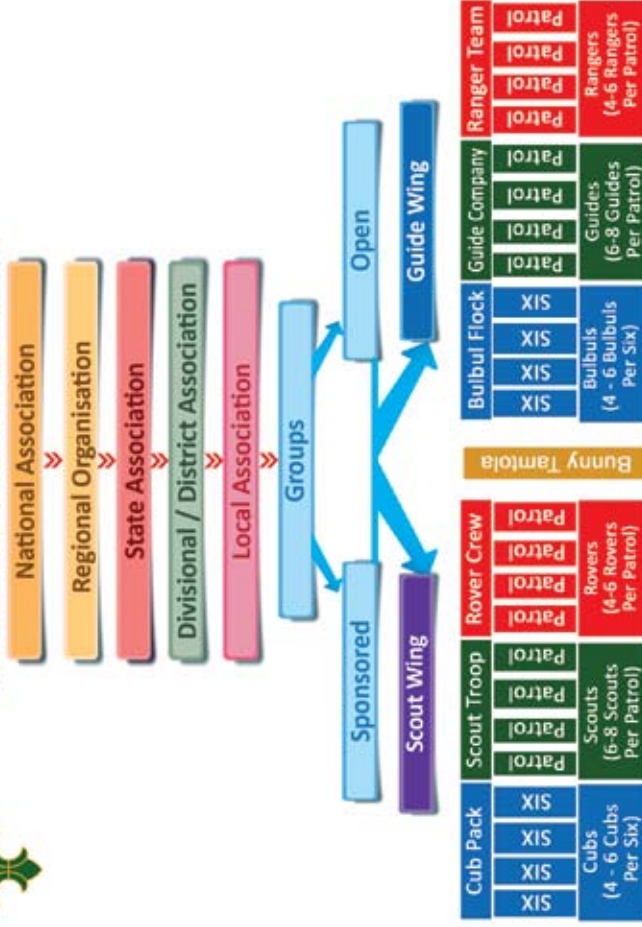 National Association
Regional Organisation
State Association
Divisional / District Association
Local Association
Groups
Sponsored
Open
Scout Wing
Guide Wing
Cub Pack
SIX
SIX
SIX
SIX
Cubs
(4 - 6 Cubs
Per Six)
Scout Troop
Patrol
Patrol
Patrol
Patrol
Scouts
(6-8 Scouts
Per Patrol)
Rover Crew
Patrol
Patrol
Patrol
Patrol
Rovers
(4-6 Rovers
Per Patrol)
Bunny Tamtola
Bulbul Flock
SIX
SIX
SIX
SIX
Bulbuls
(4 - 6 Bulbuls
Per Six)
Guide Company
Patrol
Patrol
Patrol
Patrol
Guides
(6-8 Guides
Per Patrol)
Ranger Team
Patrol
Patrol
Patrol
Patrol
Rangers
(4-6 Rangers
Per Patrol)